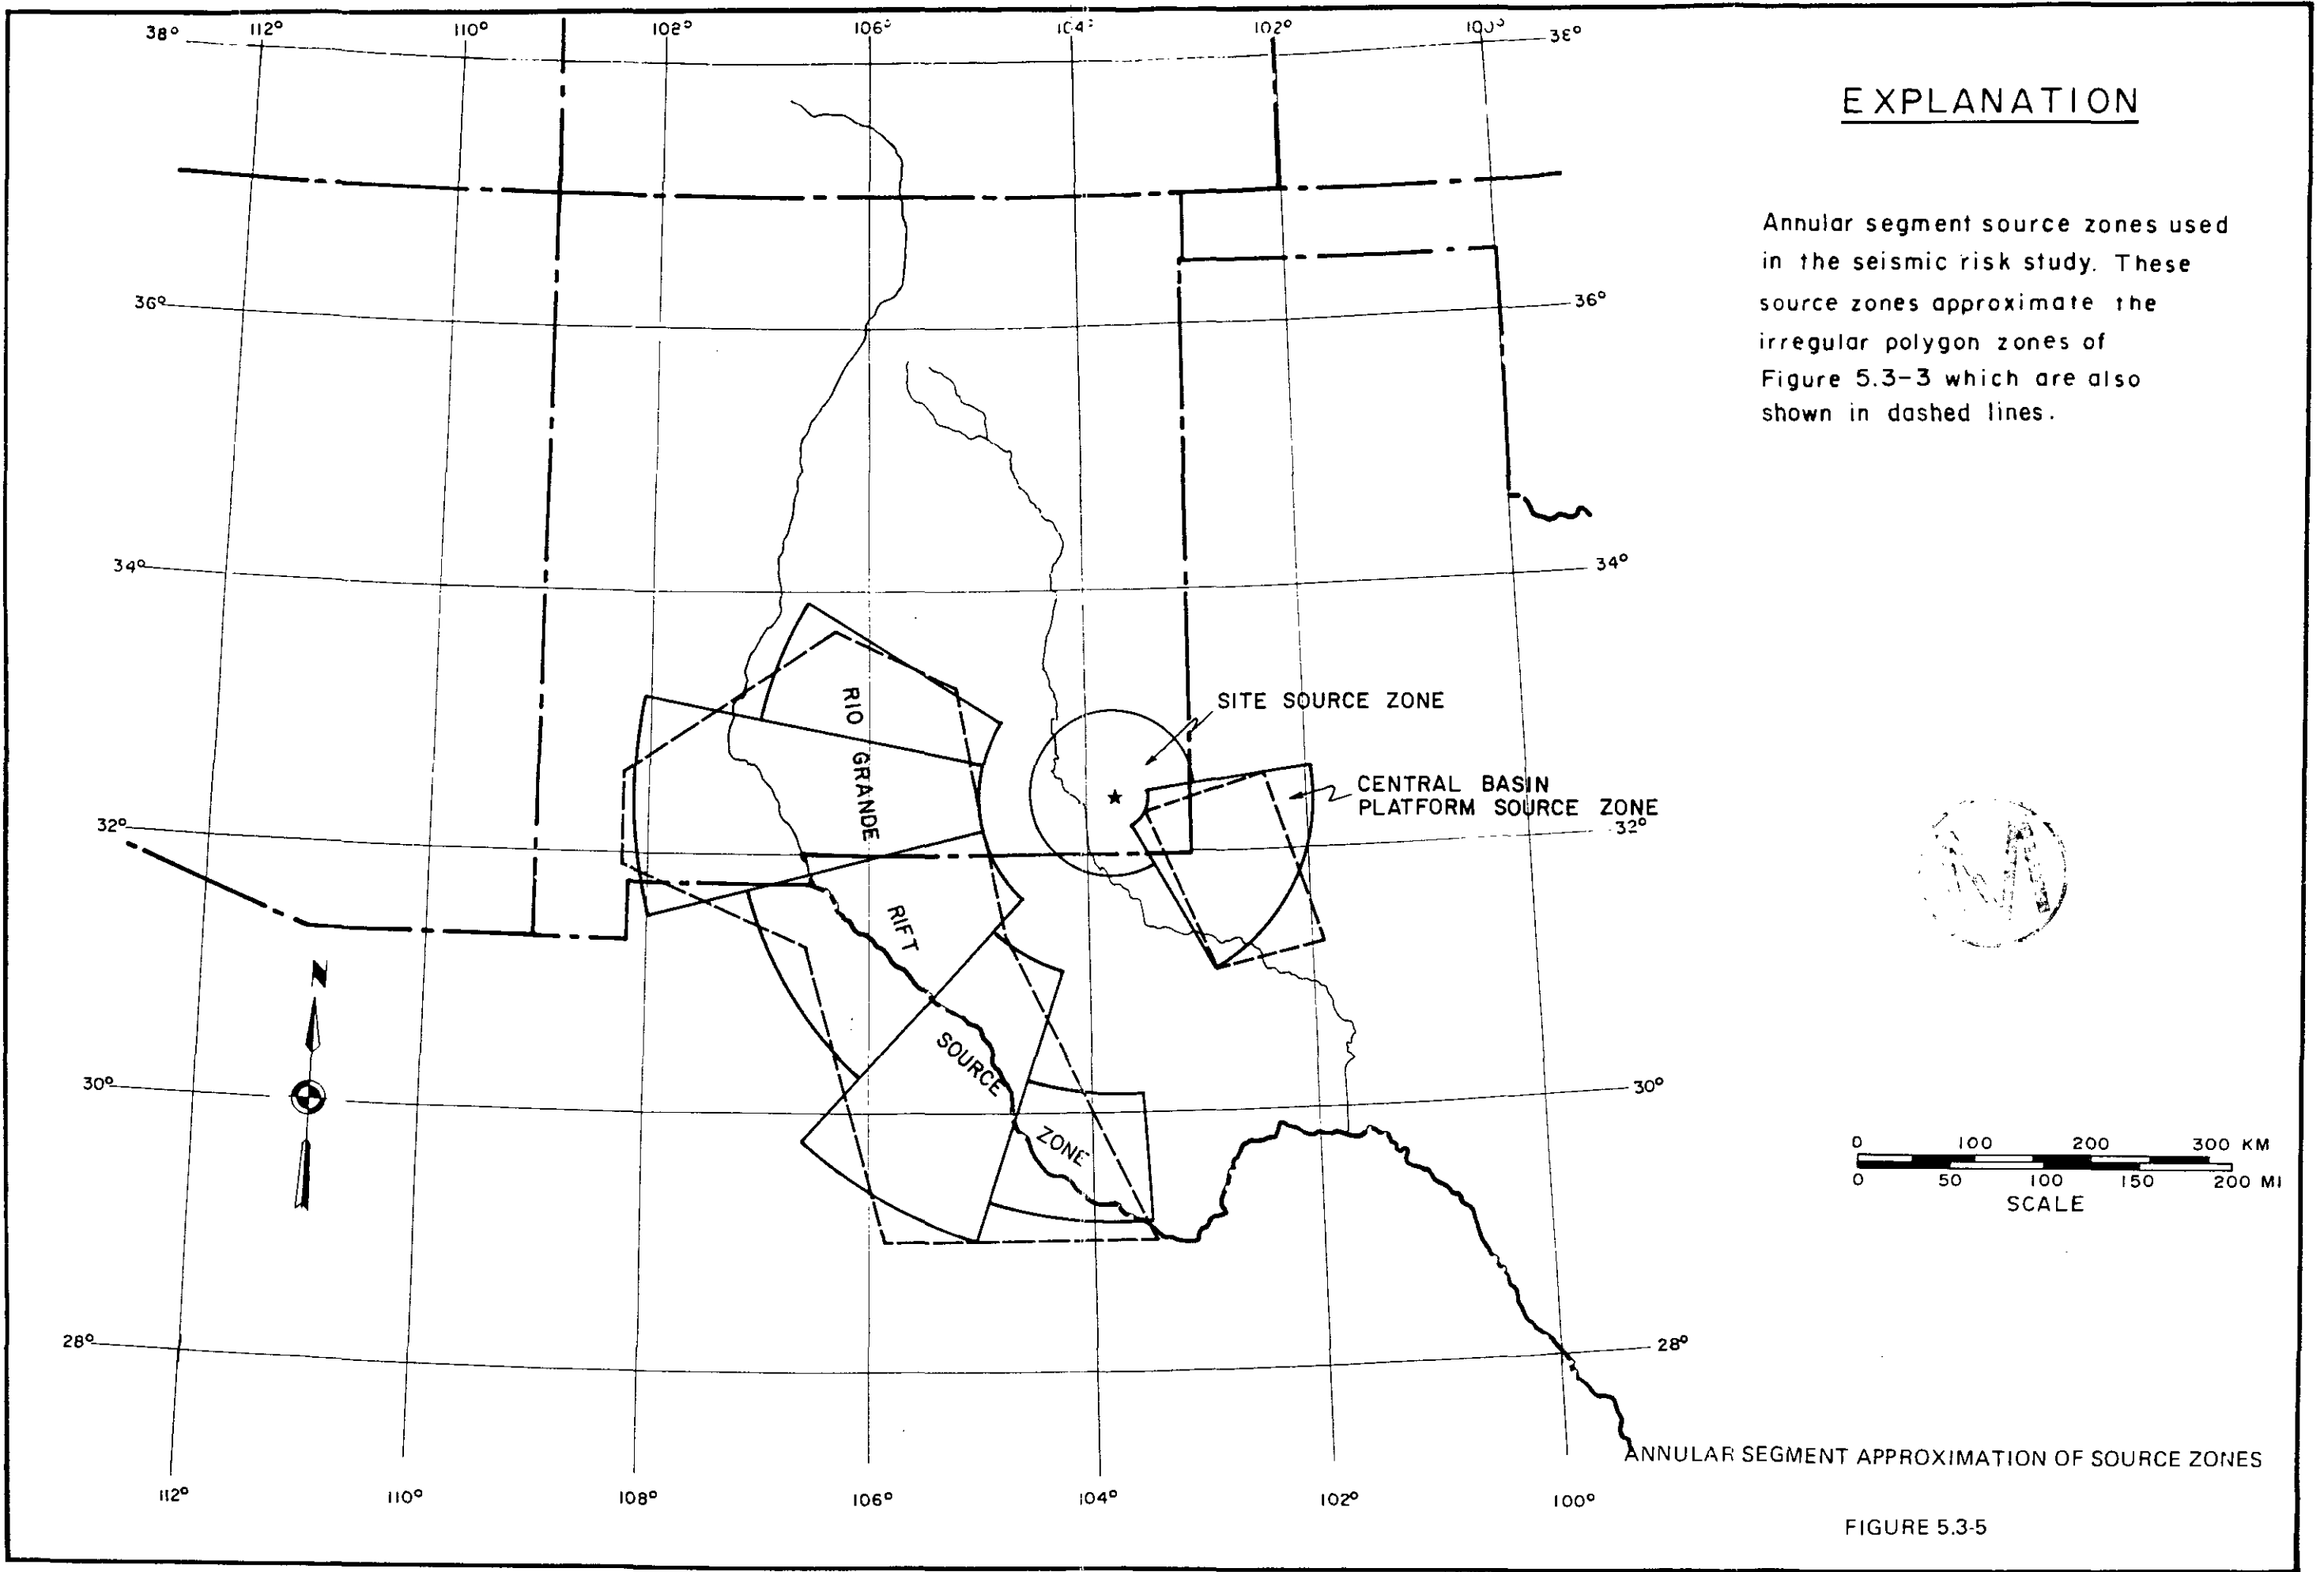 38°
112°
110°
108°
106°
104°
102°
100°
38°
EXPLANATION
Annular segment source zones used
in the seismic risk study. These
source zones approximate the
irregular polygon zones of
Figure 5.3-3 which are also
shown in dashed lines.
36°
36°
34°
34°
SITE SOURCE ZONE
RIO GRANDE RIFT SOURCE ZONE
CENTRAL BASIN
PLATFORM SOURCE ZONE
32°
32°
N
30°
30°
0 100 200 300 KM
0 50 100 150 200 MI
SCALE
28°
28°
ANNULAR SEGMENT APPROXIMATION OF SOURCE ZONES
112°
110°
108°
106°
104°
102°
100°
FIGURE 5.3-5